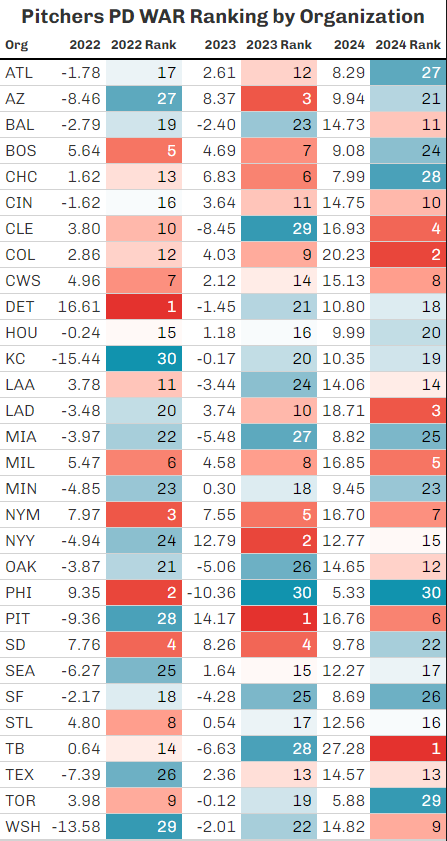 Pitchers PD WAR Ranking by Organization
Org 2022 2022 Rank 2023 2023 Rank 2024 2024 Rank
ATL -1.78 17 2.61 12 8.29 27
AZ -8.46 27 8.37 3 9.94 21
BAL -2.79 19 -2.40 23 14.73 11
BOS 5.64 5 4.69 7 9.08 24
CHC 1.62 13 6.83 6 7.99 28
CIN -1.62 16 3.64 11 14.75 10
CLE 3.80 10 -8.45 29 16.93 4
COL 2.86 12 4.03 9 20.23 2
CWS 4.96 7 2.12 14 15.13 8
DET 16.61 1 -1.45 21 10.80 18
HOU -0.24 15 1.18 16 9.99 20
KC -15.44 30 -0.17 20 10.35 19
LAA 3.78 11 -3.44 24 14.06 14
LAD -3.48 20 3.74 10 18.71 3
MIA -3.97 22 -5.48 27 8.82 25
MIL 5.47 6 4.58 8 16.85 5
MIN -4.85 23 0.30 18 9.45 23
NYM 7.97 3 7.55 5 16.70 7
NYY -4.94 24 12.79 2 12.77 15
OAK -3.87 21 -5.06 26 14.65 12
PHI 9.35 2 -10.36 30 5.33 30
PIT -9.36 28 14.17 1 16.76 6
SD 7.76 4 8.26 4 9.78 22
SEA -6.27 25 1.64 15 12.27 17
SF -2.17 18 -4.28 25 8.69 26
STL 4.80 8 0.54 17 12.56 16
TB 0.64 14 -6.63 28 27.28 1
TEX -7.39 26 2.36 13 14.57 13
TOR 3.98 9 -0.12 19 5.88 29
WSH -13.58 29 -2.01 22 14.82 9